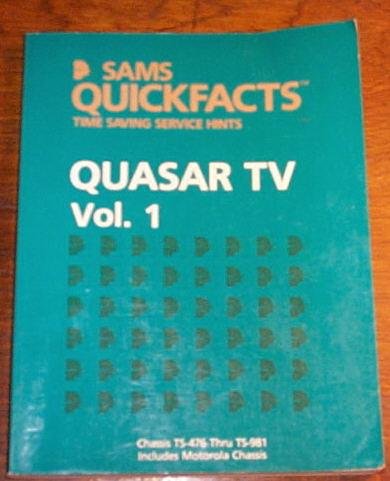 SAMS
QUICKFACTS™
TIME SAVING SERVICE HINTS
QUASAR TV
Vol. 1
Chassis TS-476 Thru TS-981
Includes Motorola Chassis